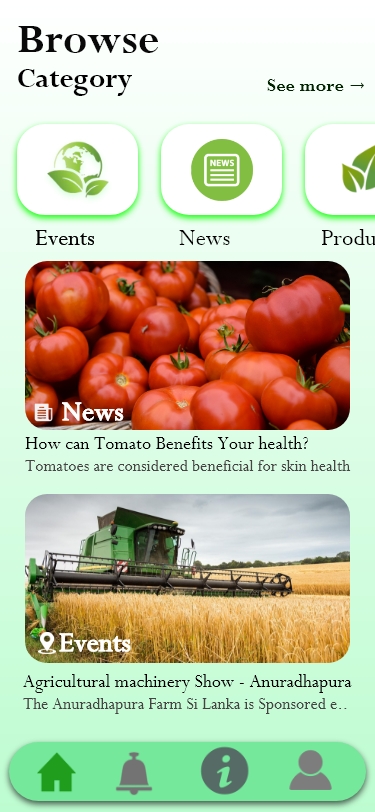 Browse
Category
See more →
NEWS
Events
News
Produ
News
How can Tomato Benefits Your health?
Tomatoes are considered beneficial for skin health
Events
Agricultural machinery Show - Anuradhapura
The Anuradhapura Farm Si Lanka is Sponsored e..